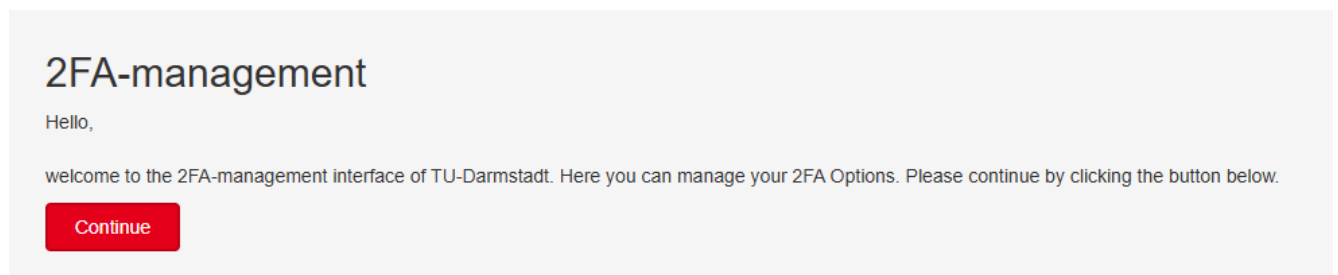 2FA-management
Hello,
welcome to the 2FA-management interface of TU-Darmstadt. Here you can manage your 2FA Options. Please continue by clicking the button below.
Continue